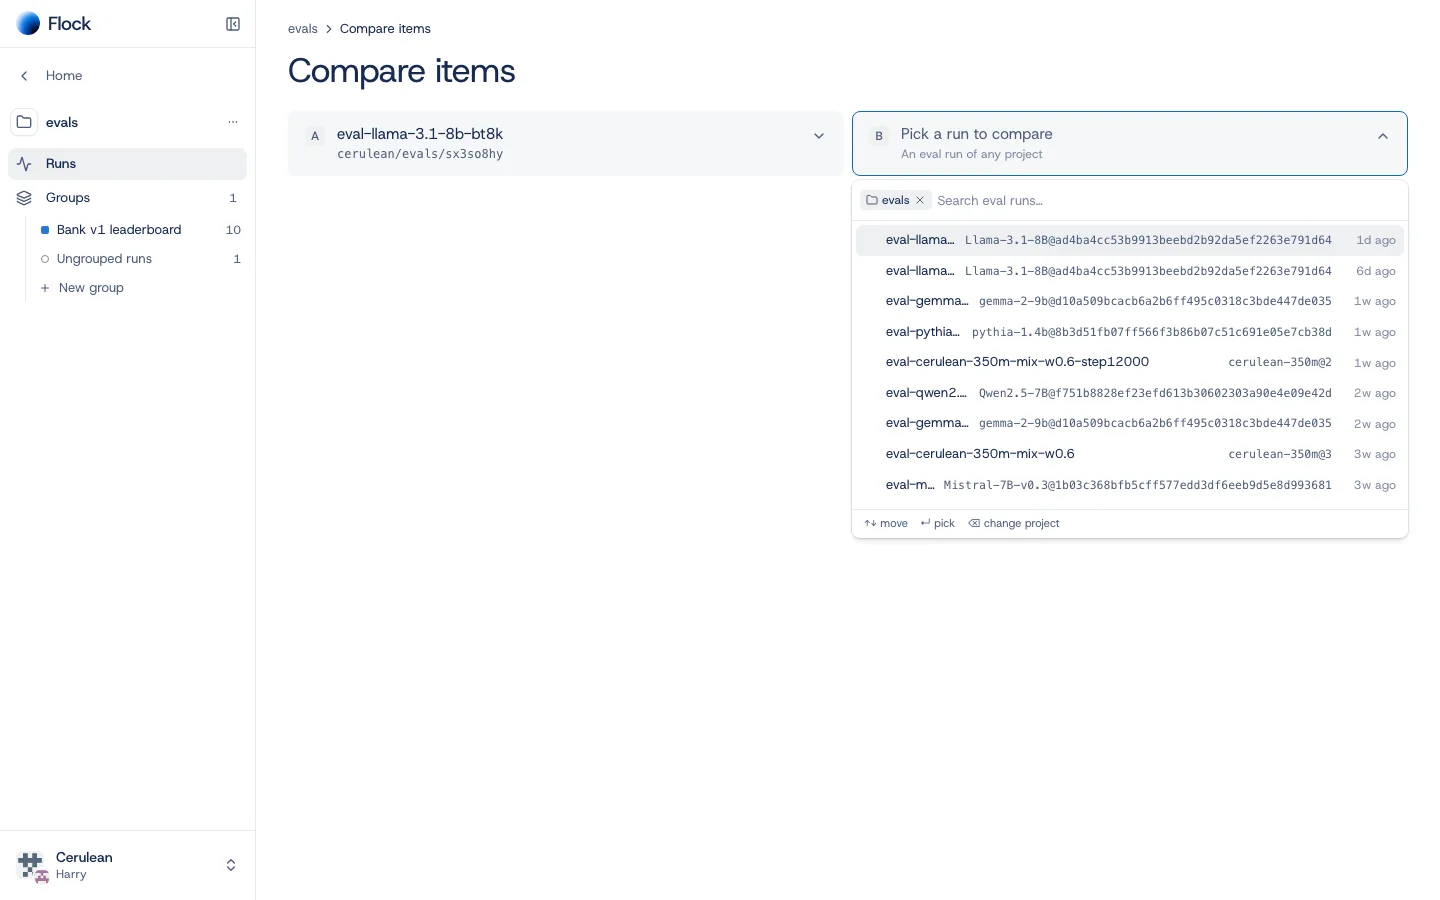 Flock
Home
evals
Runs
Groups 1
Bank v1 leaderboard 10
Ungrouped runs 1
New group
Cerulean
Harry
evals > Compare items
Compare items
A eval-llama-3.1-8b-bt8k
cerulean/evals/sx3so8hy
B Pick a run to compare
An eval run of any project
evals Search eval runs...
eval-llama... Llama-3.1-8B@ad4ba4cc53b9913beebd2b92da5ef2263e791d64 1d ago
eval-llama... Llama-3.1-8B@ad4ba4cc53b9913beebd2b92da5ef2263e791d64 6d ago
eval-gemma... gemma-2-9b@d10a509bcacb6a2b6ff495c0318c3bde447de035 1w ago
eval-pythia... pythia-1.4b@8b3d51fb07ff566f3b86b07c51c691e05e7cb38d 1w ago
eval-cerulean-350m-mix-w0.6-step12000 cerulean-350m@2 1w ago
eval-qwen2.... Qwen2.5-7B@f751b8828ef23efd613b30602303a90e4e09e42d 2w ago
eval-gemma... gemma-2-9b@d10a509bcacb6a2b6ff495c0318c3bde447de035 2w ago
eval-cerulean-350m-mix-w0.6 cerulean-350m@3 3w ago
eval-m... Mistral-7B-v0.3@1b03c368bfb5cff577edd3df6eeb9d5e8d993681 3w ago
↑↓ move ↵ pick ⌫ change project